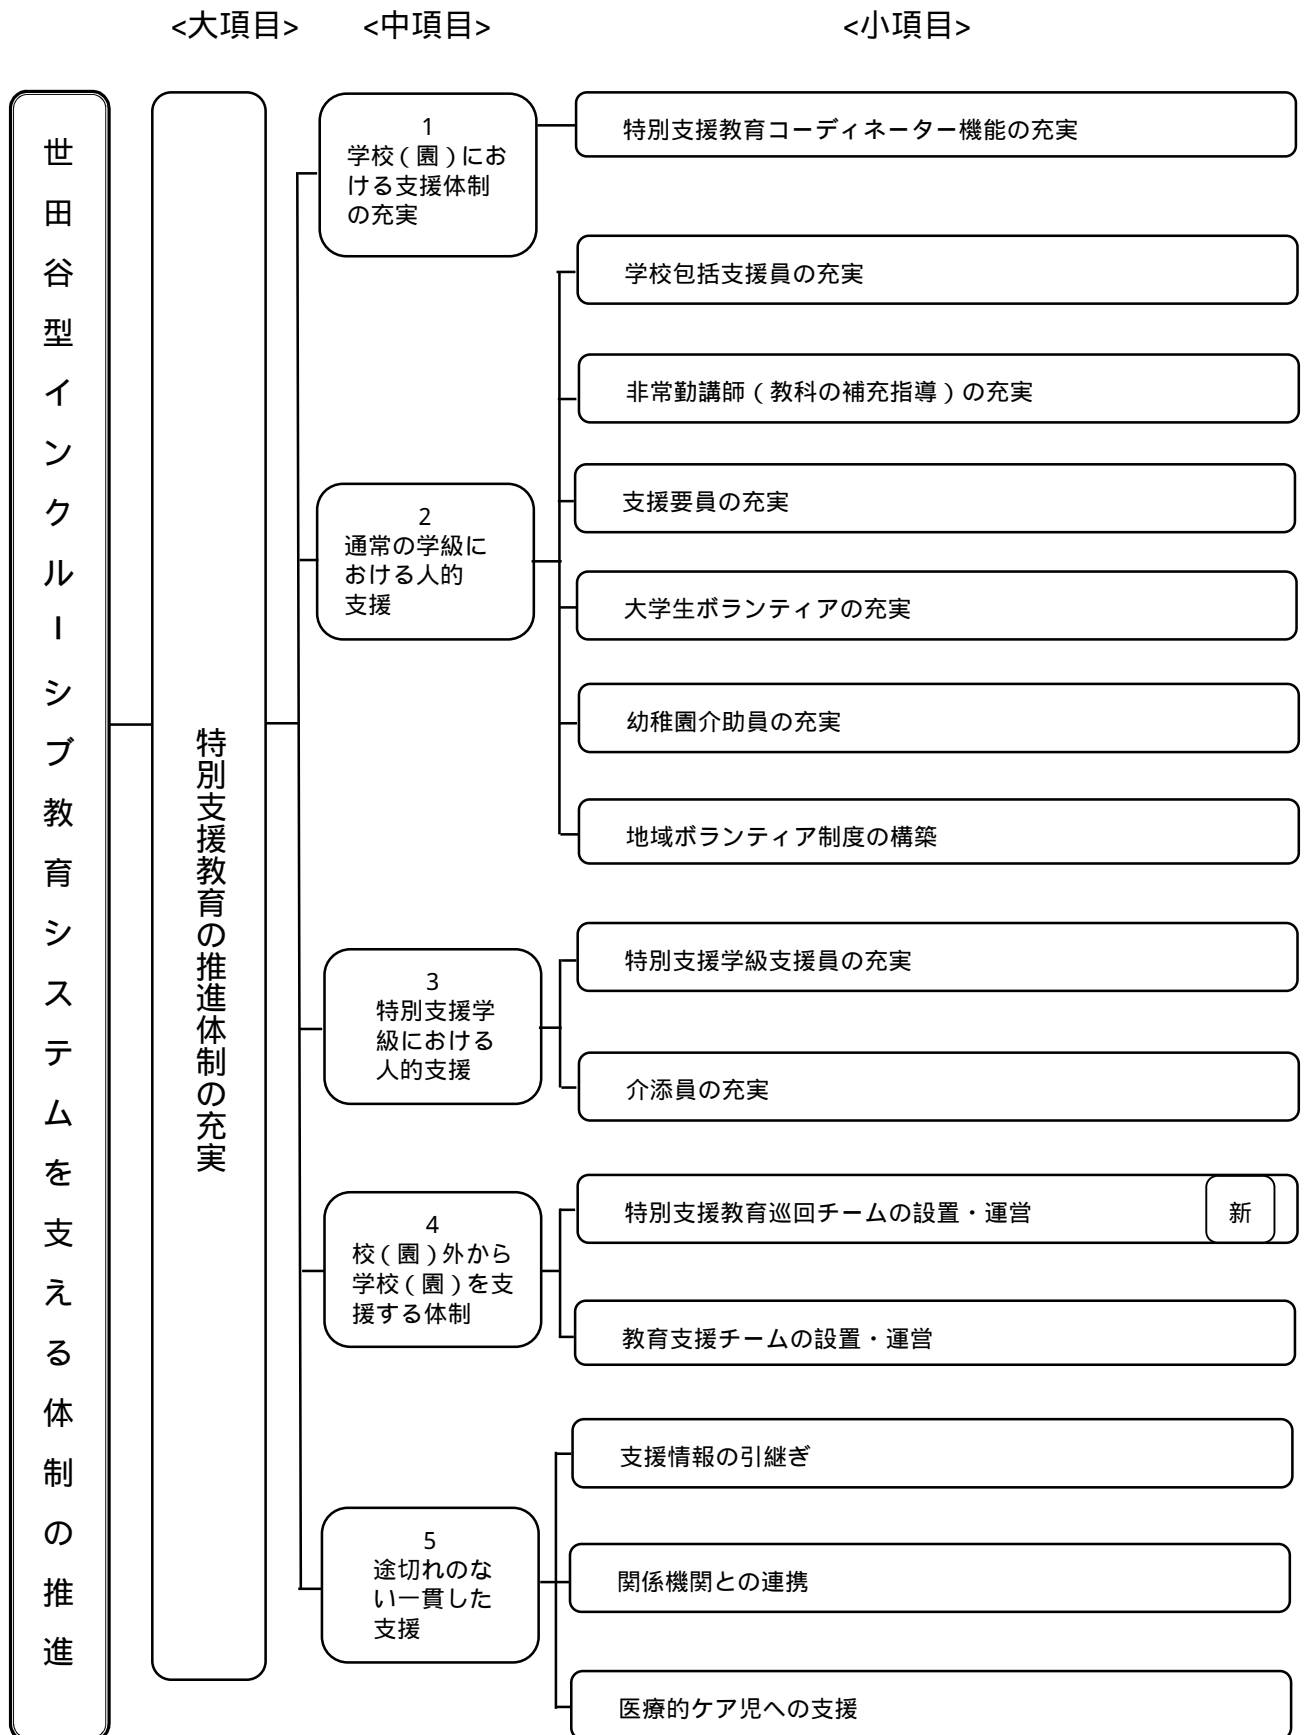 <大項目> <中項目> <小項目>
世田谷型インクルーシブ教育システムを支える体制の推進
特別支援教育の推進体制の充実
1
学校(園)にお
ける支援体制
の充実
特別支援教育コーディネーター機能の充実
2
通常の学級に
おける人的
支援
学校包括支援員の充実
非常勤講師(教科の補充指導)の充実
支援要員の充実
大学生ボランティアの充実
幼稚園介助員の充実
地域ボランティア制度の構築
3
特別支援学
級における
人的支援
特別支援学級支援員の充実
介添員の充実
4
校(園)外から
学校(園)を支
援する体制
特別支援教育巡回チームの設置・運営 新
教育支援チームの設置・運営
5
途切れのな
い一貫した
支援
支援情報の引継ぎ
関係機関との連携
医療的ケア児への支援